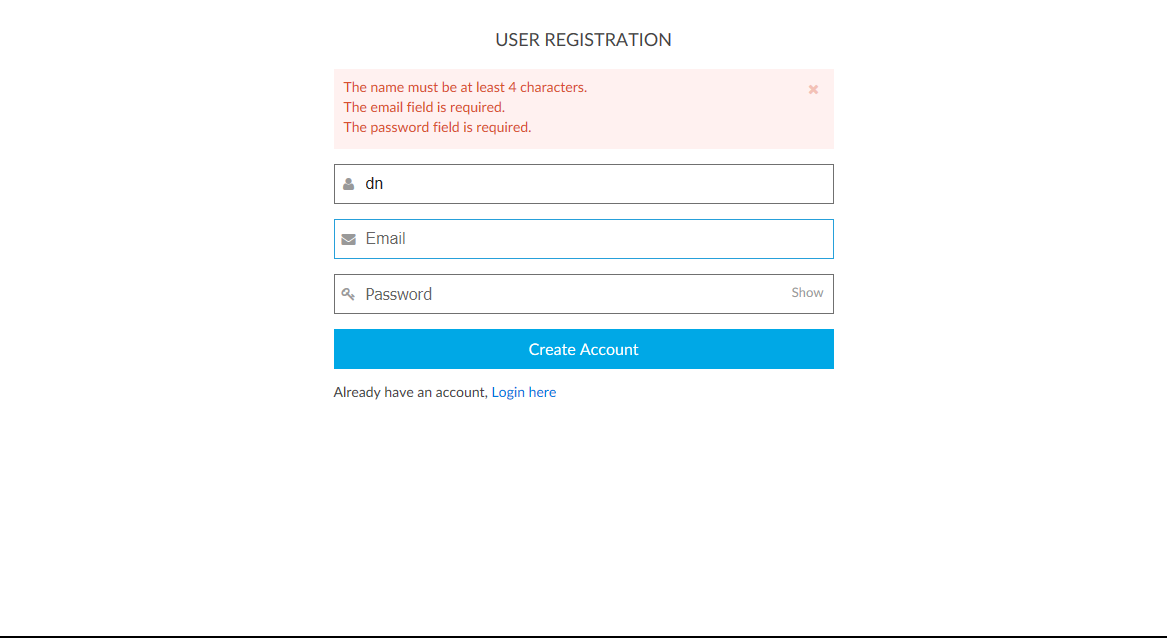 USER REGISTRATION
The name must be at least 4 characters.
The email field is required.
The password field is required.
dn
Email
Password Show
Create Account
Already have an account, Login here